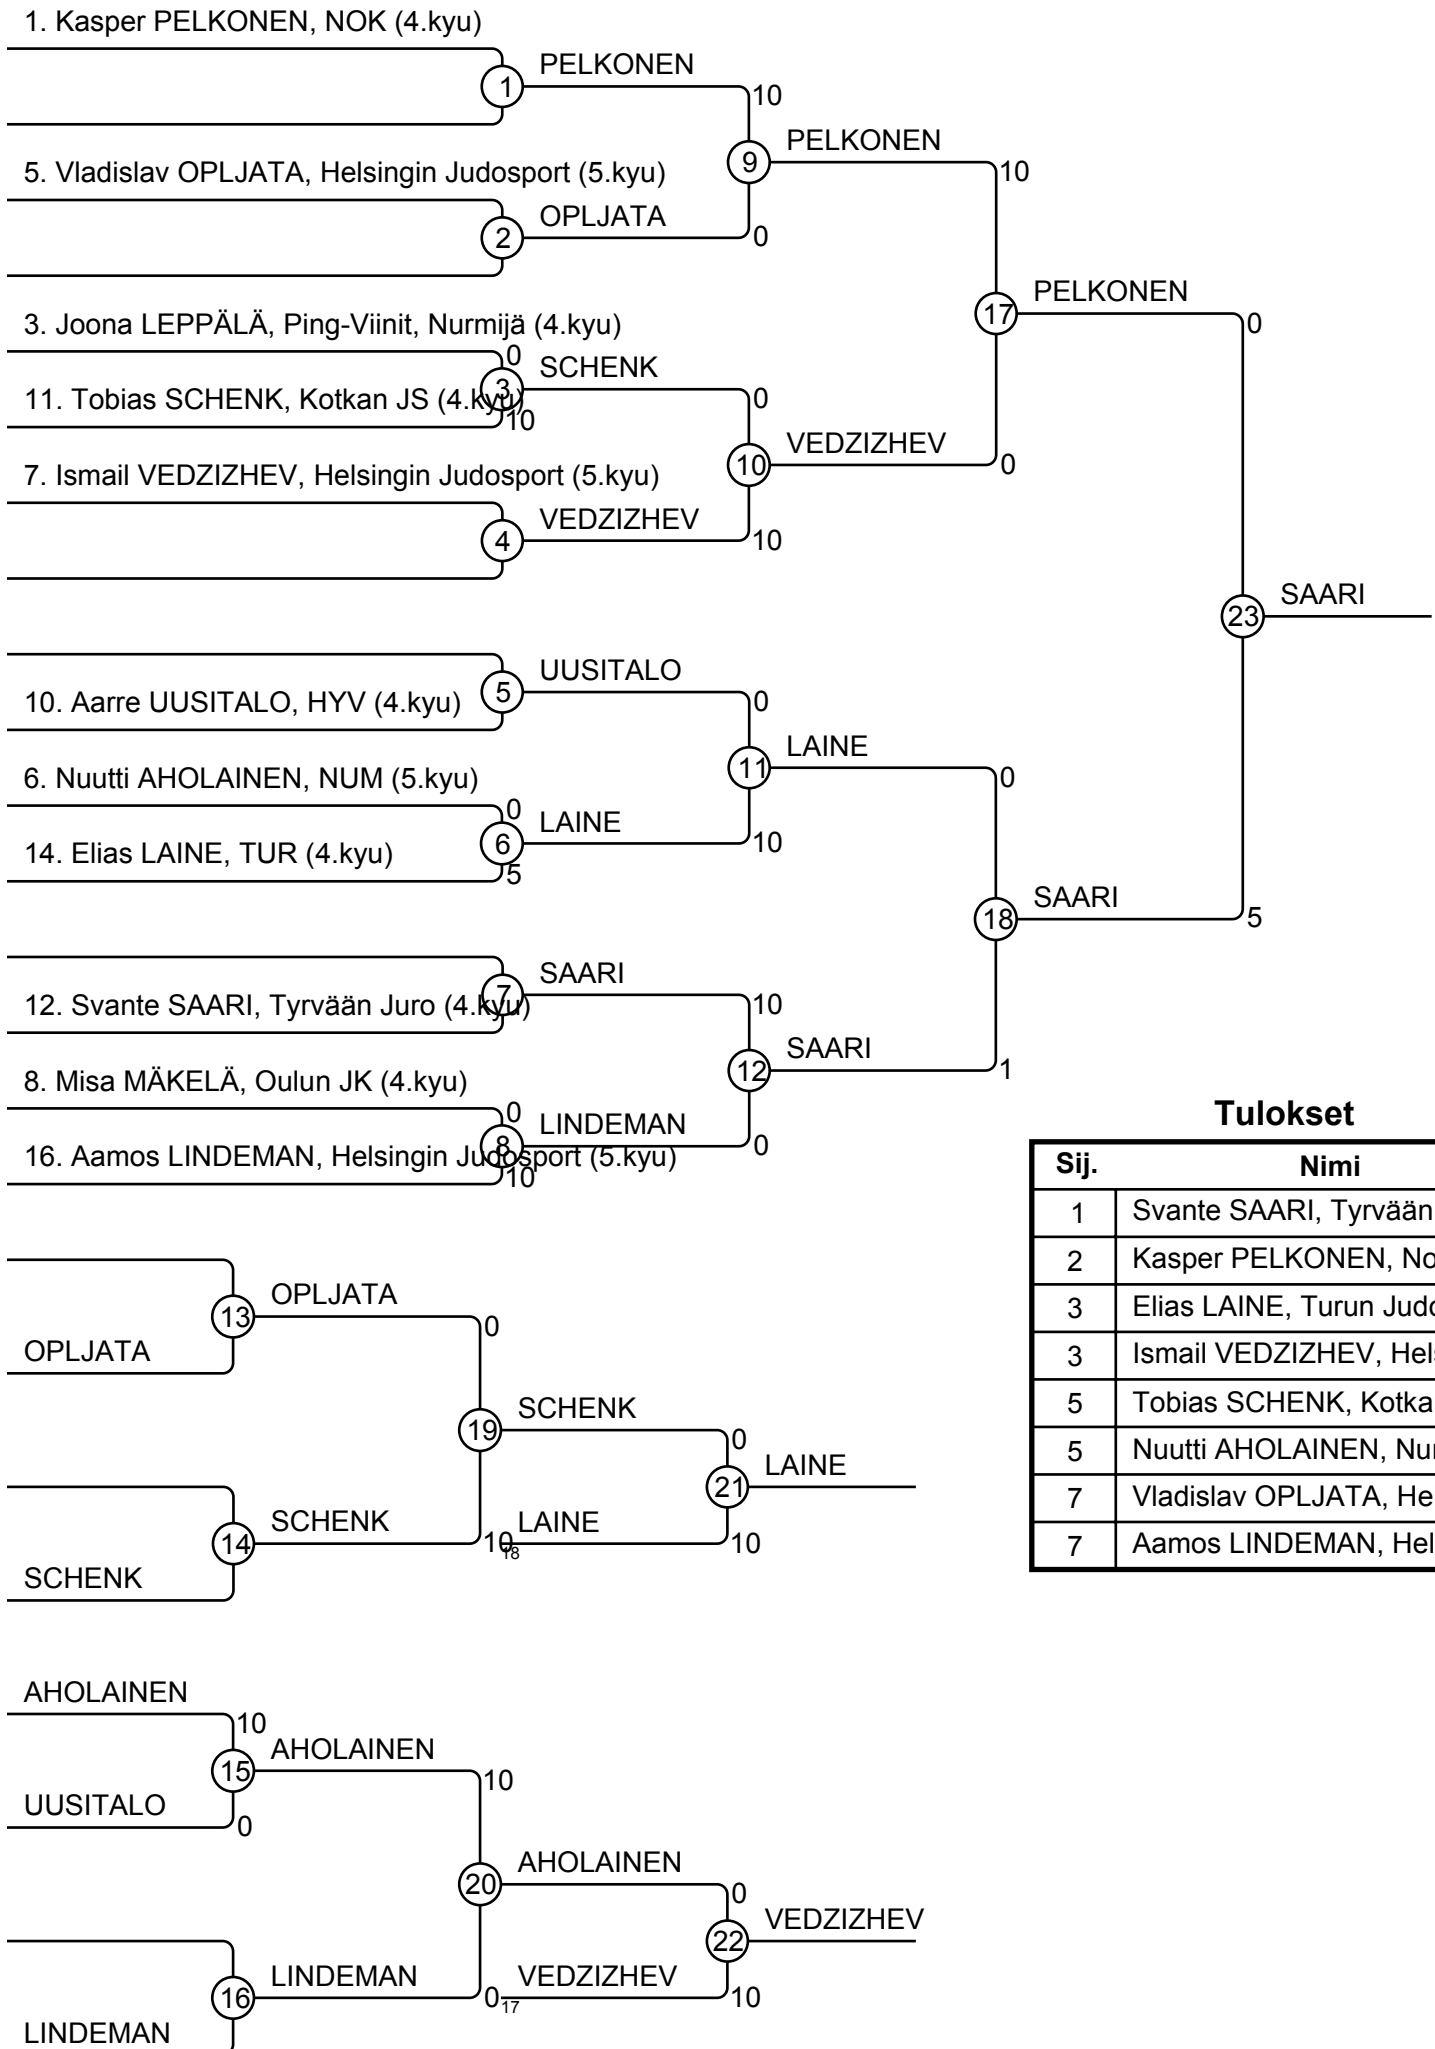 1. Kasper PELKONEN, NOK (4.kyu)
1
PELKONEN
10
5. Vladislav OPLJATA, Helsingin Judosport (5.kyu)
9
PELKONEN
10
2
OPLJATA
0
3. Joona LEPPÄLÄ, Ping-Viinit, Nurmijä (4.kyu)
17
PELKONEN
0
0
3
SCHENK
0
11. Tobias SCHENK, Kotkan JS (4.kyu)
10
7. Ismail VEDZIZHEV, Helsingin Judosport (5.kyu)
10
VEDZIZHEV
0
4
VEDZIZHEV
10
23
SAARI
5
UUSITALO
0
10. Aarre UUSITALO, HYV (4.kyu)
11
LAINE
0
6. Nuutti AHOLAINEN, NUM (5.kyu)
0
6
LAINE
10
14. Elias LAINE, TUR (4.kyu)
5
18
SAARI
5
7
SAARI
10
12. Svante SAARI, Tyrvään Juro (4.kyu)
12
SAARI
1
8. Misa MÄKELÄ, Oulun JK (4.kyu)
0
8
LINDEMAN
0
16. Aamos LINDEMAN, Helsingin Judosport (5.kyu)
10
Tulokset
Sij. Nimi
1 Svante SAARI, Tyrvään
2 Kasper PELKONEN, No
3 Elias LAINE, Turun Judo
3 Ismail VEDZIZHEV, Hels
5 Tobias SCHENK, Kotka
5 Nuutti AHOLAINEN, Nur
7 Vladislav OPLJATA, He
7 Aamos LINDEMAN, Hel
13
OPLJATA
0
OPLJATA
19
SCHENK
0
21
LAINE
14
SCHENK
10
18
LAINE
10
SCHENK
AHOLAINEN
10
15
AHOLAINEN
10
UUSITALO
0
20
AHOLAINEN
0
22
VEDZIZHEV
16
LINDEMAN
0
17
VEDZIZHEV
10
LINDEMAN